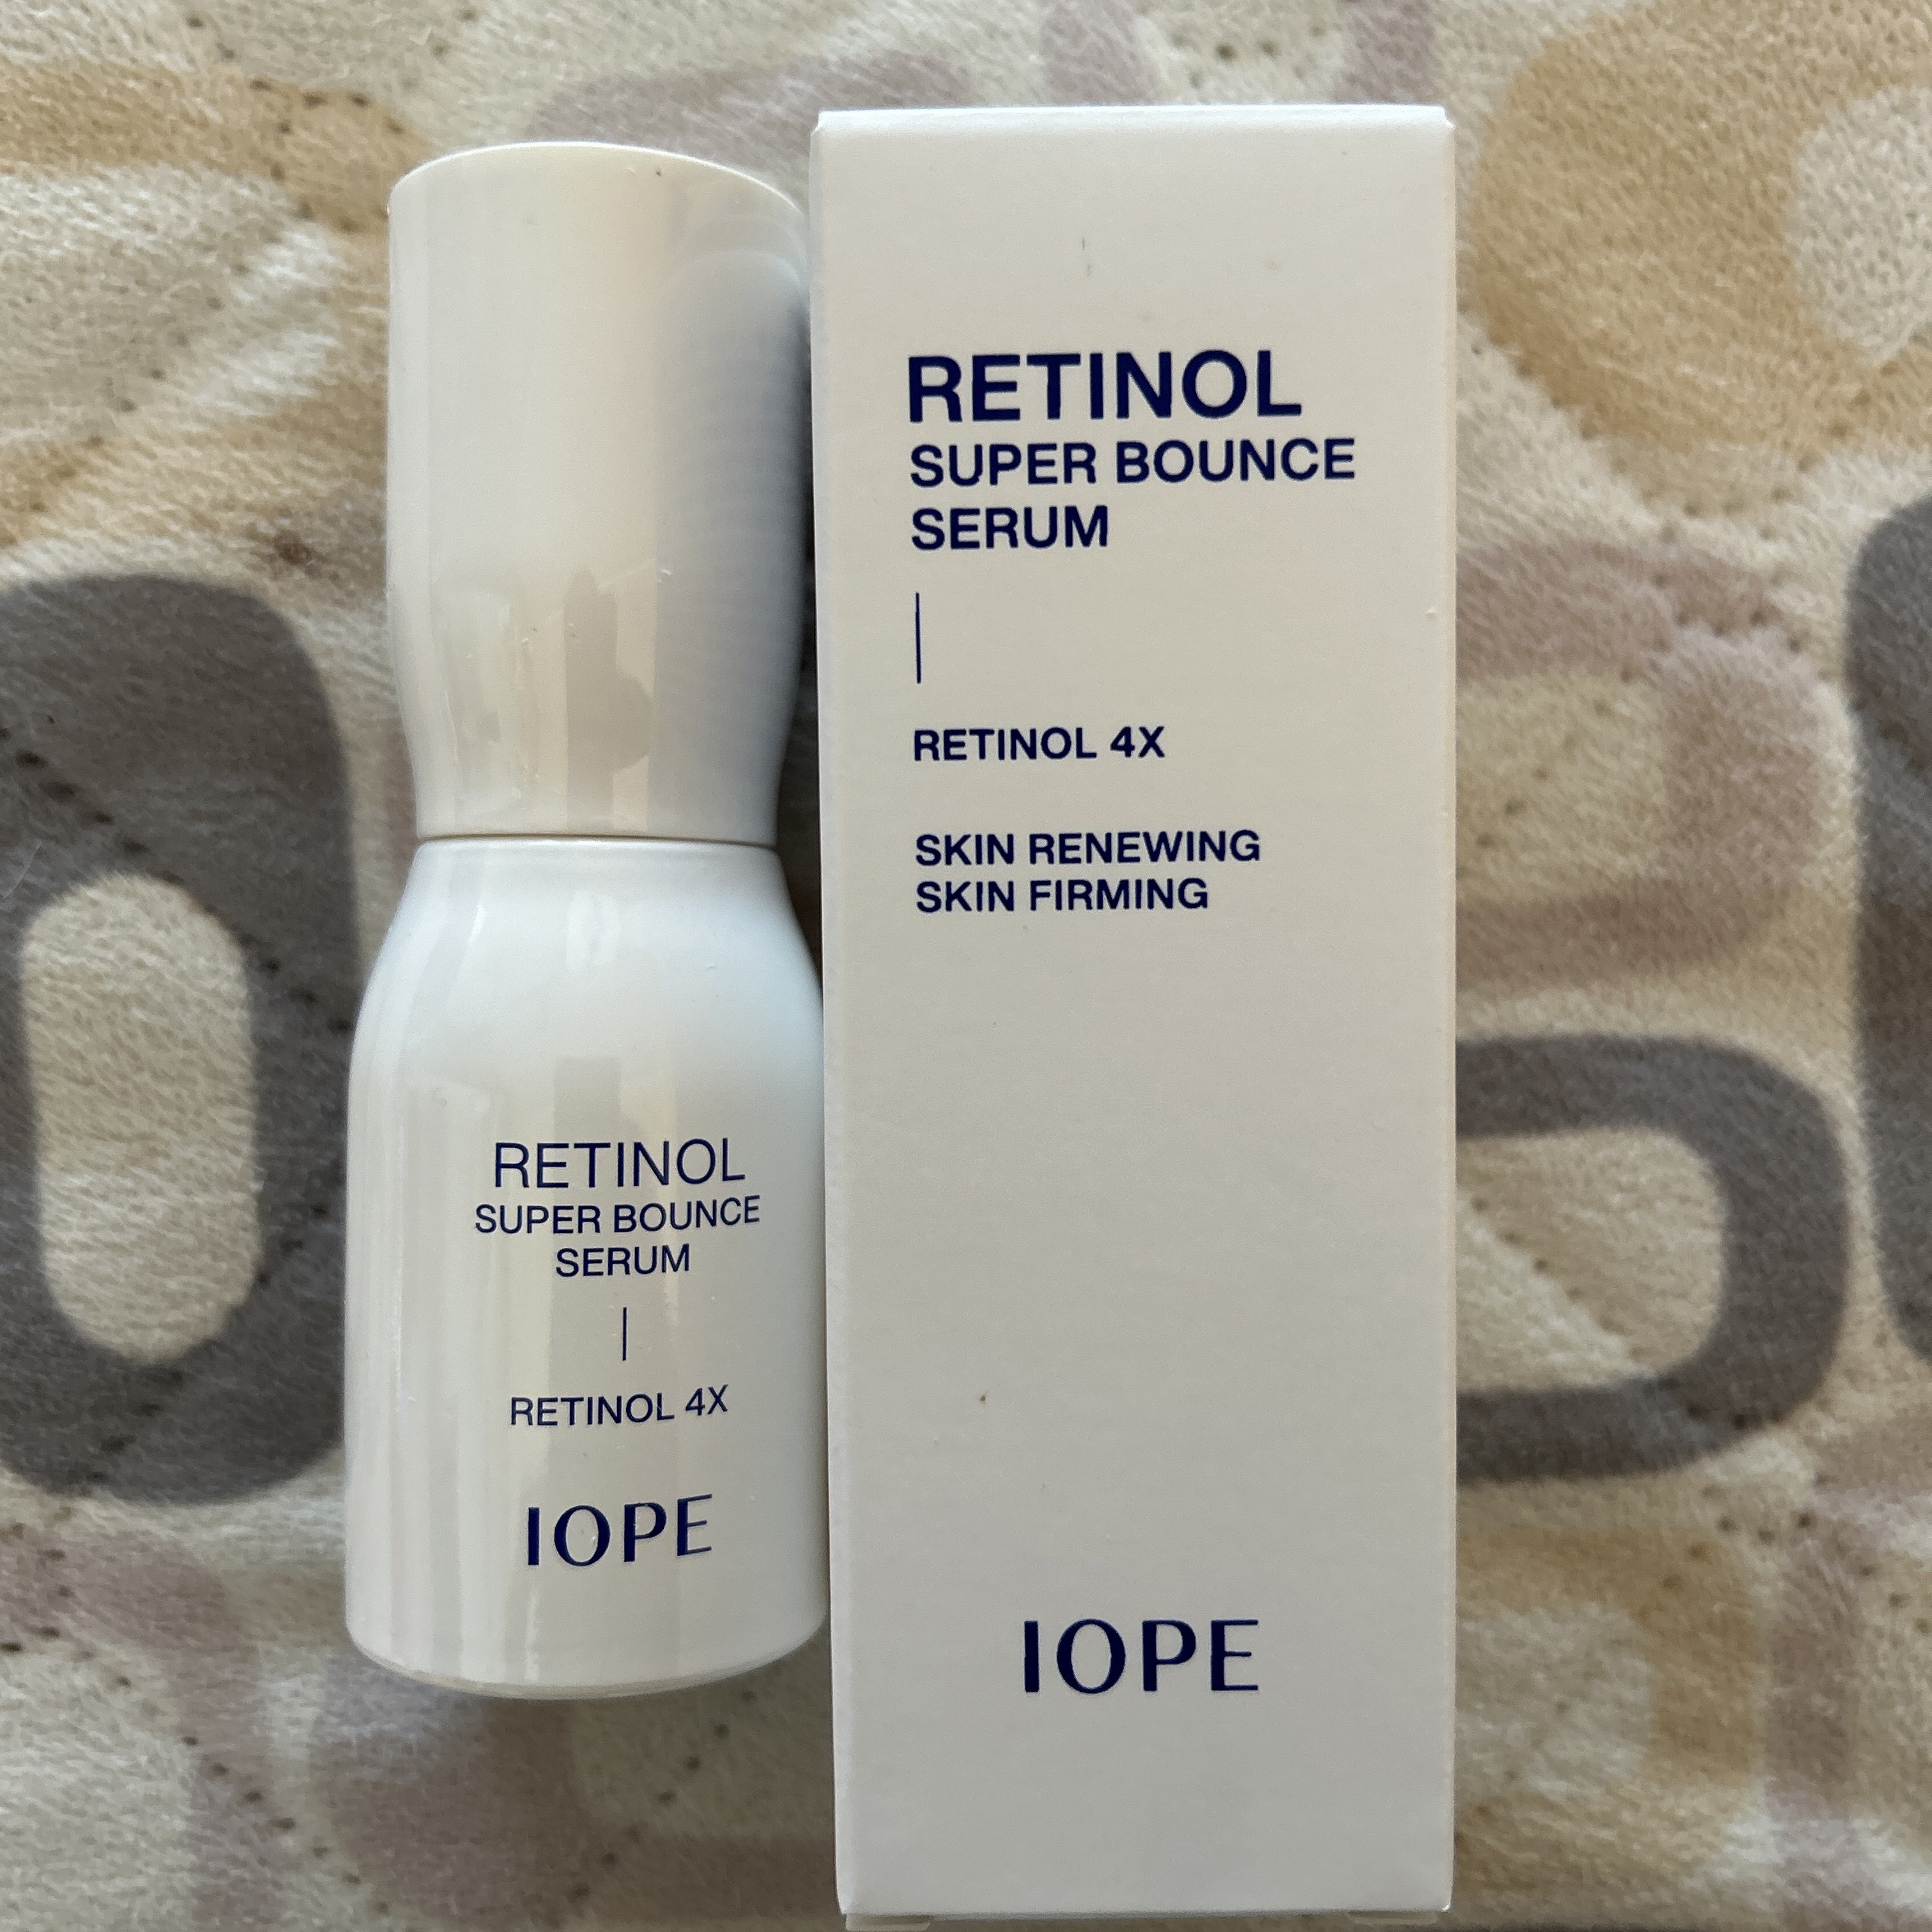 RETINOL
SUPER BOUNCE
SERUM
RETINOL 4X
IOPE
RETINOL
SUPER BOUNCE
SERUM
RETINOL 4X
SKIN RENEWING
SKIN FIRMING
IOPE